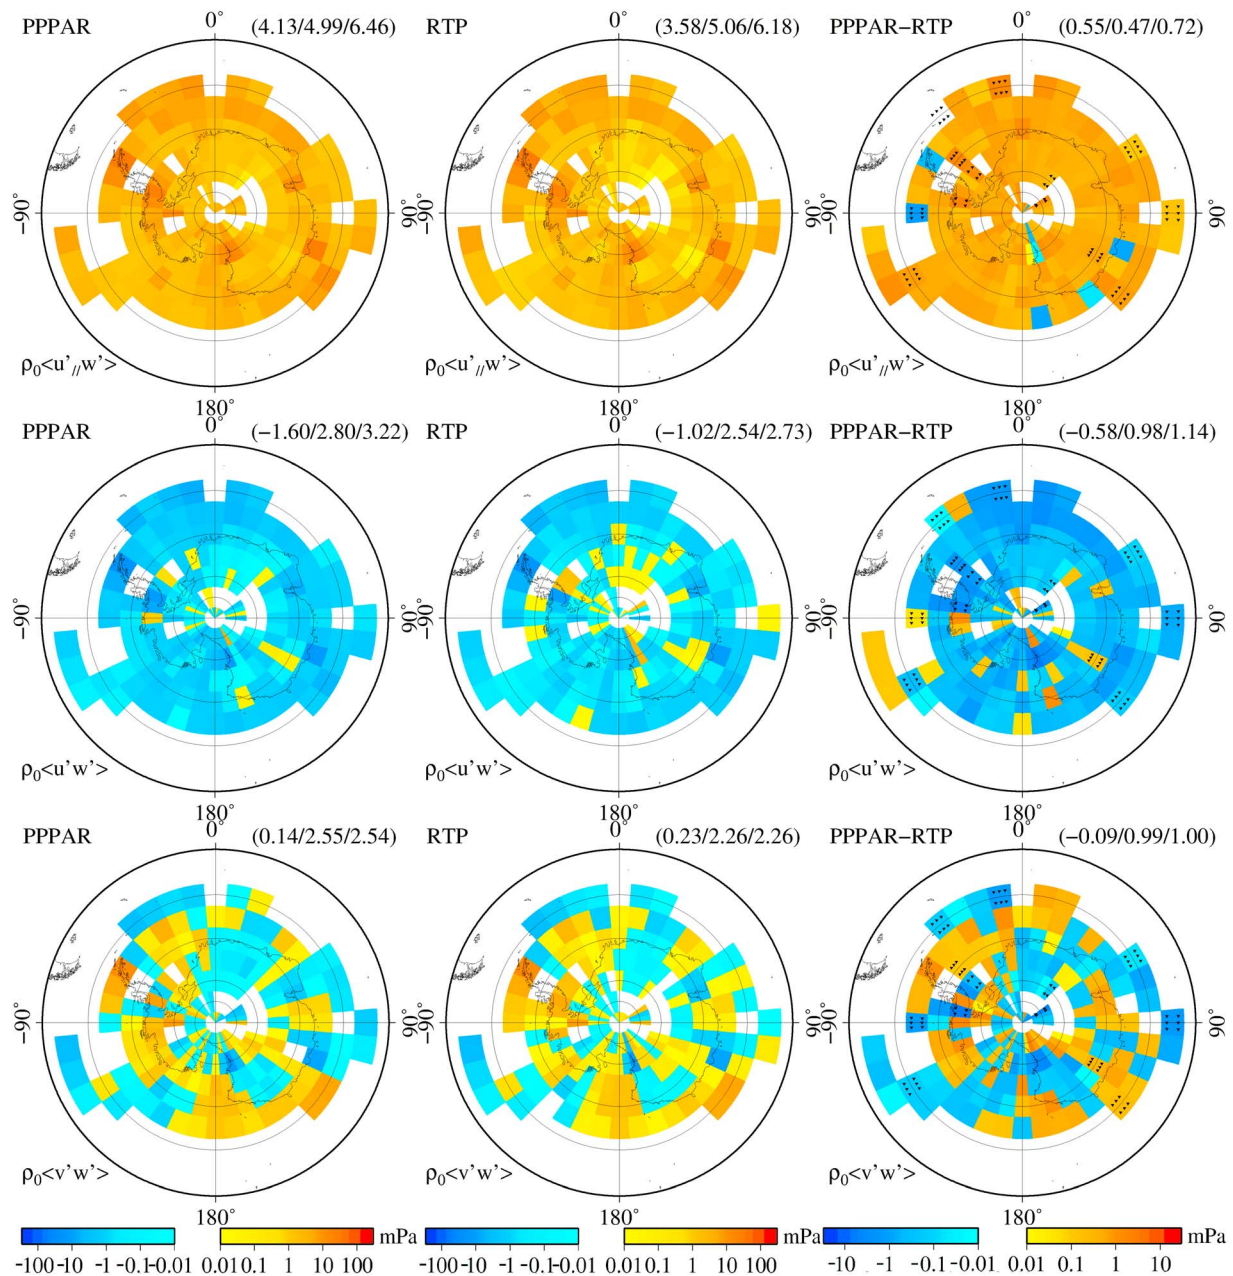 0°
PPPAR (4.13/4.99/6.46)
−90° 90°
ρ₀<u'//w'>
180°
0°
RTP (3.58/5.06/6.18)
−90° 90°
ρ₀<u'//w'>
180°
0°
PPPAR−RTP (0.55/0.47/0.72)
−90° 90°
ρ₀<u'//w'>
180°
0°
PPPAR (−1.60/2.80/3.22)
−90° 90°
ρ₀<u'w'>
180°
0°
RTP (−1.02/2.54/2.73)
−90 90°
ρ₀<u'w'>
180°
0°
PPPAR−RTP (−0.58/0.98/1.14)
−90 90°
ρ₀<u'w'>
180°
0°
PPPAR (0.14/2.55/2.54)
−90° 90°
ρ₀<v'w'>
180°
0°
RTP (0.23/2.26/2.26)
−90° 90°
ρ₀<v'w'>
180°
0°
PPPAR−RTP (−0.09/0.99/1.00)
−90° 90°
ρ₀<v'w'>
180°
-100 -10 -1 -0.1 -0.01 0.01 0.1 1 10 100 mPa
-100 -10 -1 -0.1 -0.01 0.01 0.1 1 10 100 mPa
-10 -1 -0.1 -0.01 0.01 0.1 1 10 mPa